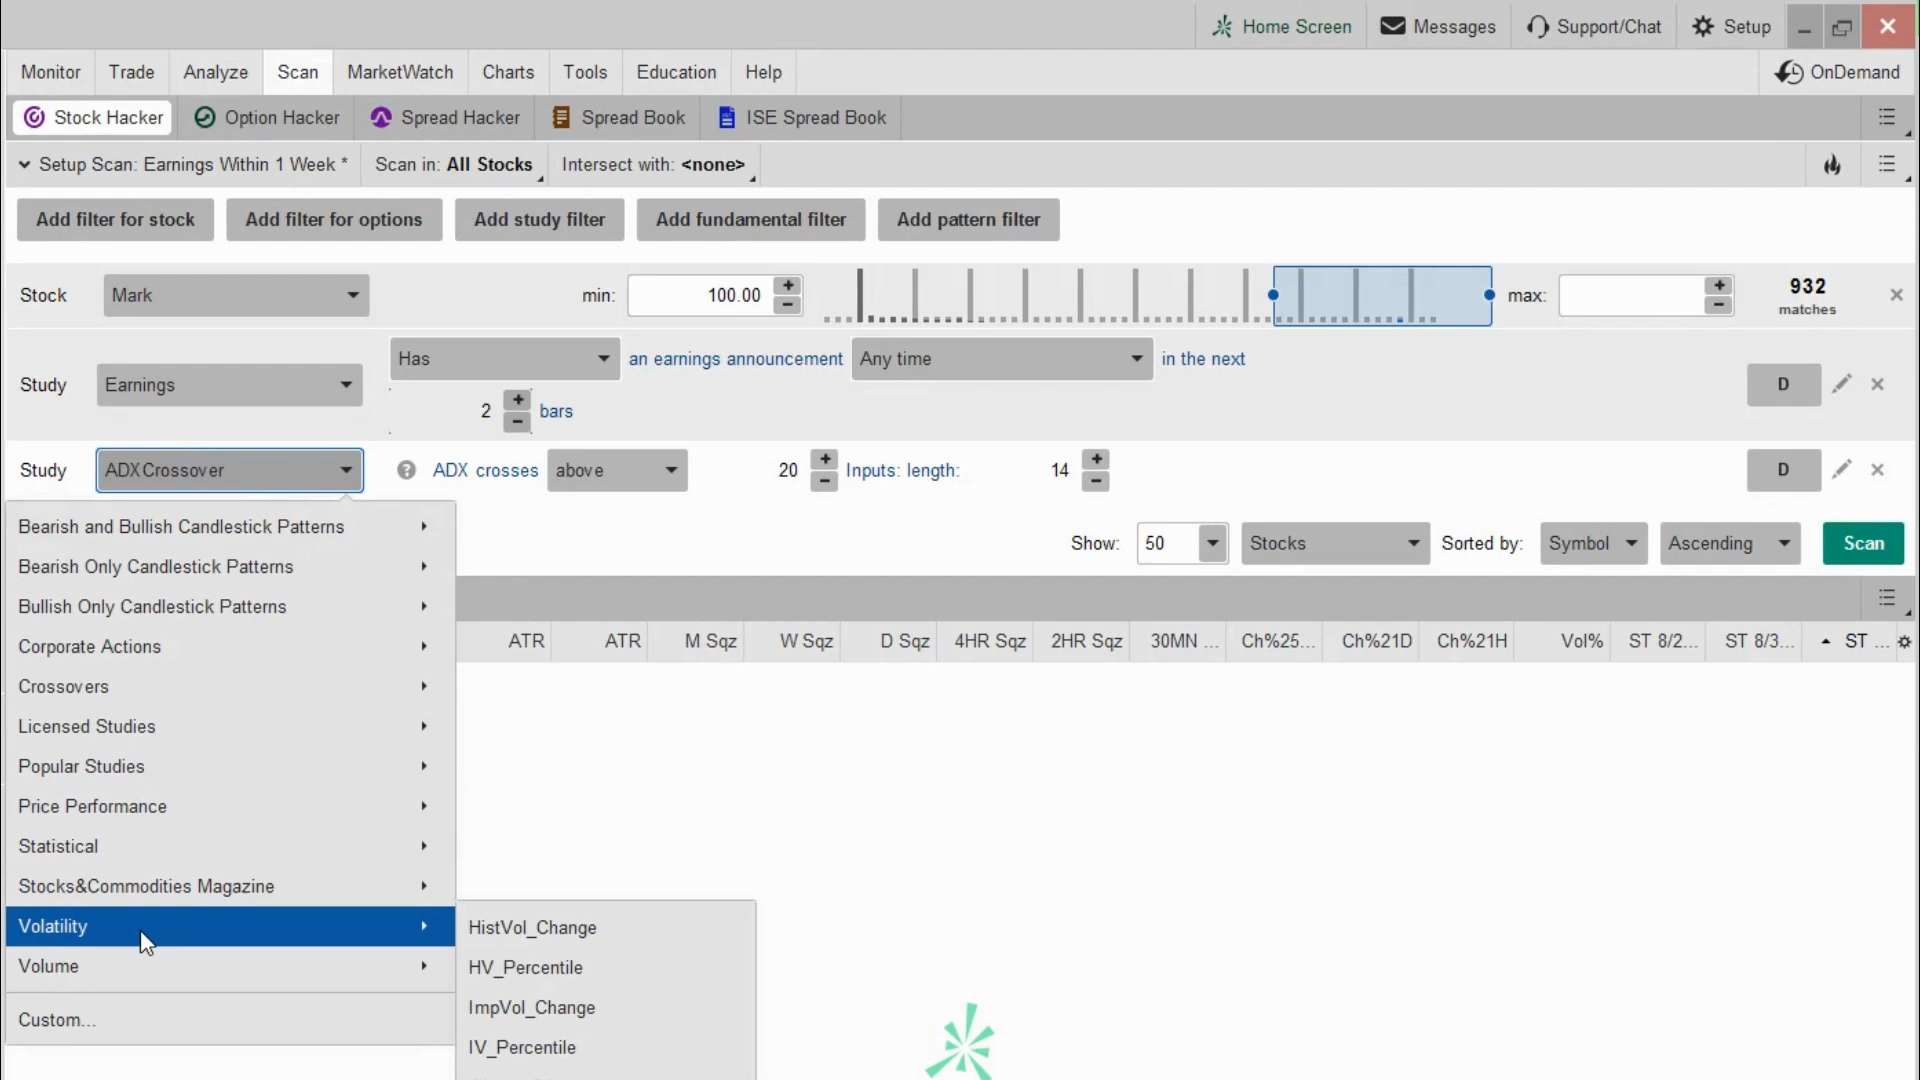 Home Screen Messages Support/Chat Setup
Monitor Trade Analyze Scan MarketWatch Charts Tools Education Help OnDemand
Stock Hacker Option Hacker Spread Hacker Spread Book ISE Spread Book
Setup Scan: Earnings Within 1 Week * Scan in: All Stocks Intersect with: <none>
Add filter for stock Add filter for options Add study filter Add fundamental filter Add pattern filter
Stock Mark min: 100.00 + - max: + - 932
matches
Has an earnings announcement Any time in the next
Study Earnings D
2 + - bars
Study ADXCrossover ? ADX crosses above 20 + - Inputs: length: 14 + - D
Bearish and Bullish Candlestick Patterns
Show: 50 Stocks Sorted by: Symbol Ascending Scan
Bearish Only Candlestick Patterns
Bullish Only Candlestick Patterns
ATR ATR M Sqz W Sqz D Sqz 4HR Sqz 2HR Sqz 30MN ... Ch%25... Ch%21D Ch%21H Vol% ST 8/2... ST 8/3... ST ...
Corporate Actions
Crossovers
Licensed Studies
Popular Studies
Price Performance
Statistical
Stocks&Commodities Magazine
Volatility
Volume
Custom...
HistVol_Change
HV_Percentile
ImpVol_Change
IV_Percentile